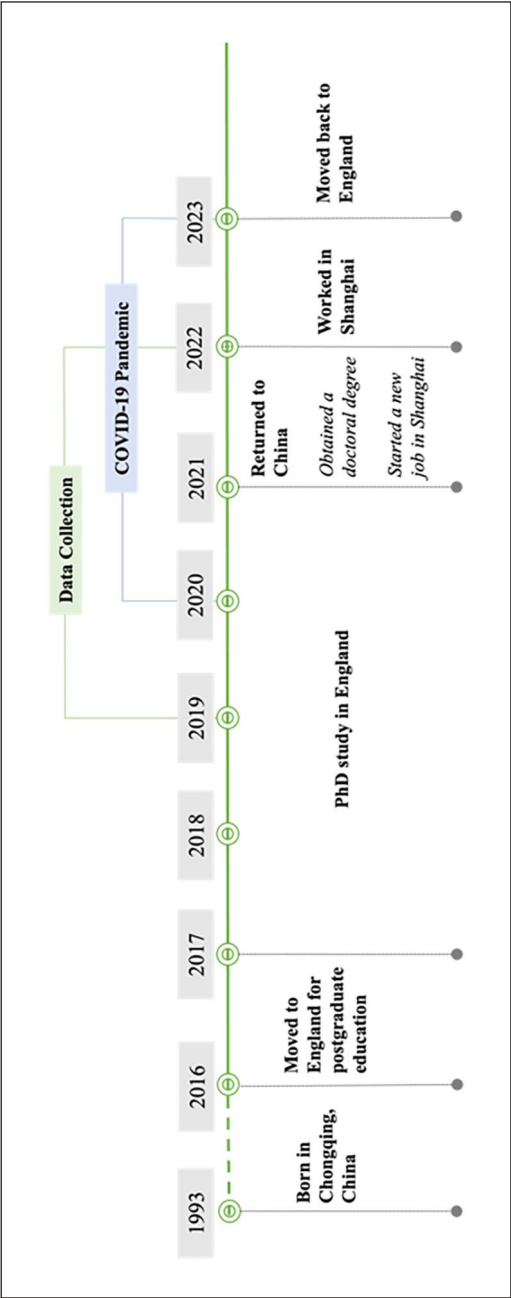 Data Collection
COVID-19 Pandemic
1993
2016
2017
2018
2019
2020
2021
2022
2023
Born in
Chongqing,
China
Moved to
England for
postgraduate
education
PhD study in England
Returned to
China
Obtained a
doctoral degree
Started a new
job in Shanghai
Worked in
Shanghai
Moved back to
England